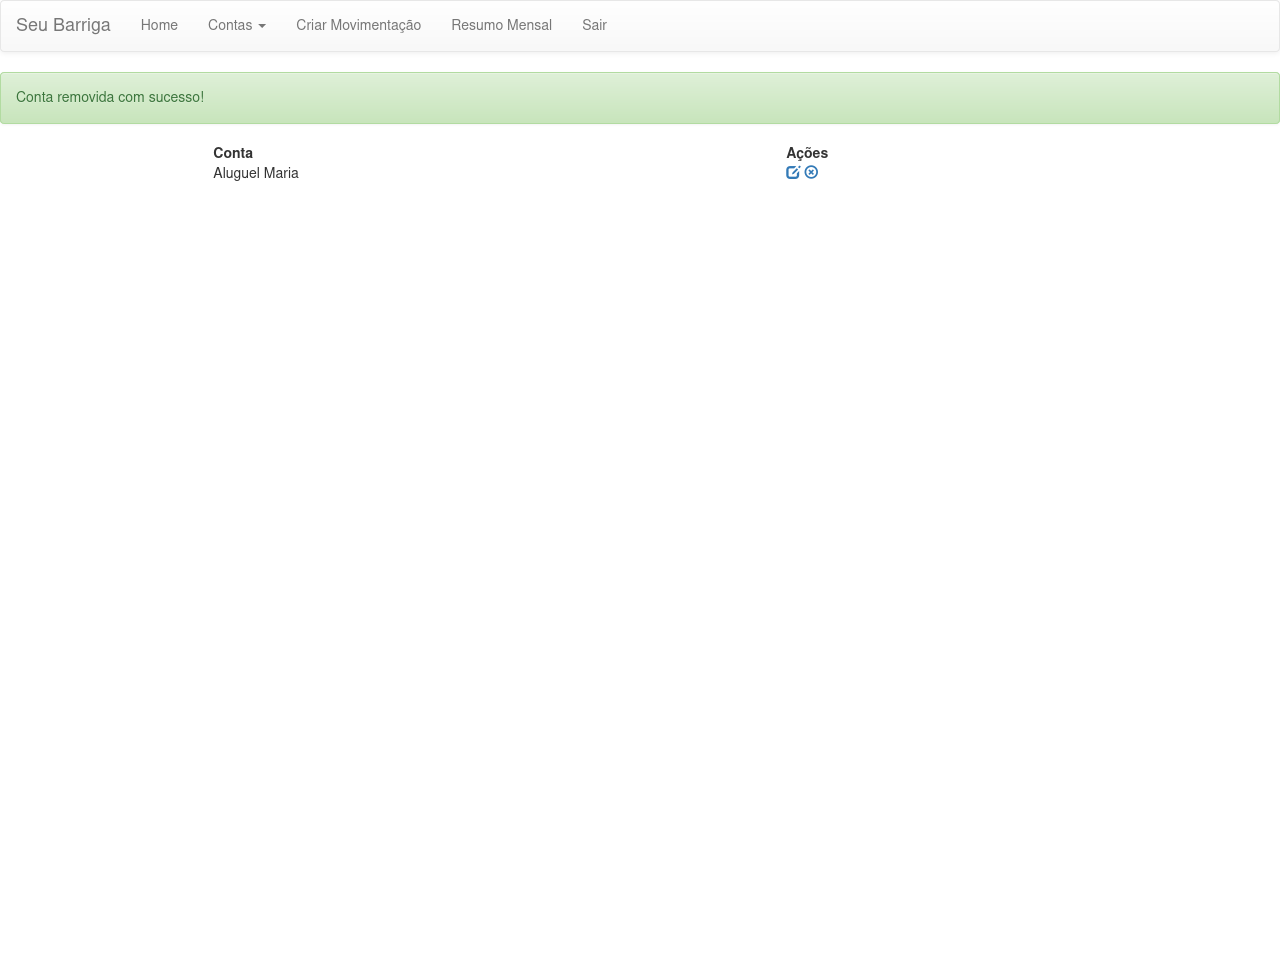 Seu Barriga Home Contas Criar Movimentação Resumo Mensal Sair
Conta removida com sucesso!
Conta Ações
Aluguel Maria